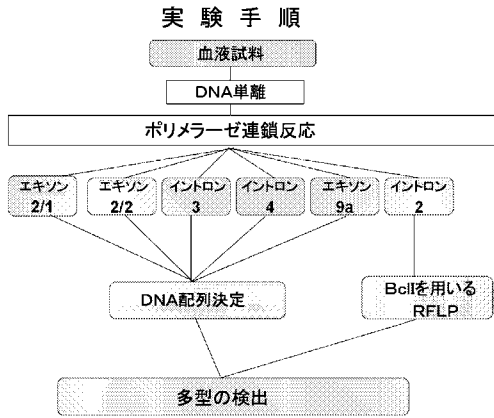 実験手順
血液試料
DNA単離
ポリメラーゼ連鎖反応
エキソン
2/1
エキソン
2/2
イントロン
3
イントロン
4
エキソン
9a
イントロン
2
DNA配列決定
BclIを用いる
RFLP
多型の検出